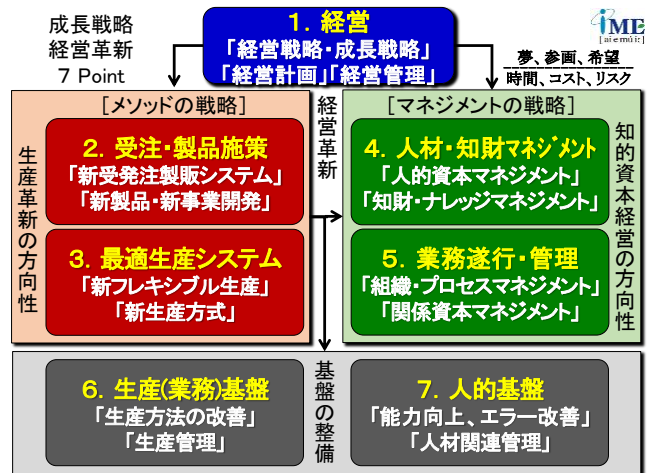 成長戦略
経営革新
7 Point
1. 経営
「経営戦略・成長戦略」
「経営計画」「経営管理」
iME
[ai e mú iː]
夢、参画、希望
時間、コスト、リスク
[メソッドの戦略]
生産革新の方向性
2. 受注・製品施策
「新受発注製販システム」
「新製品・新事業開発」
3. 最適生産システム
「新フレキシブル生産」
「新生産方式」
経営革新
[マネジメントの戦略]
4. 人材・知財マネジメント
「人的資本マネジメント」
「知財・ナレッジマネジメント」
5. 業務遂行・管理
「組織・プロセスマネジメント」
「関係資本マネジメント」
知的資本経営の方向性
6. 生産(業務)基盤
「生産方法の改善」
「生産管理」
基盤の整備
7. 人的基盤
「能力向上、エラー改善」
「人材関連管理」